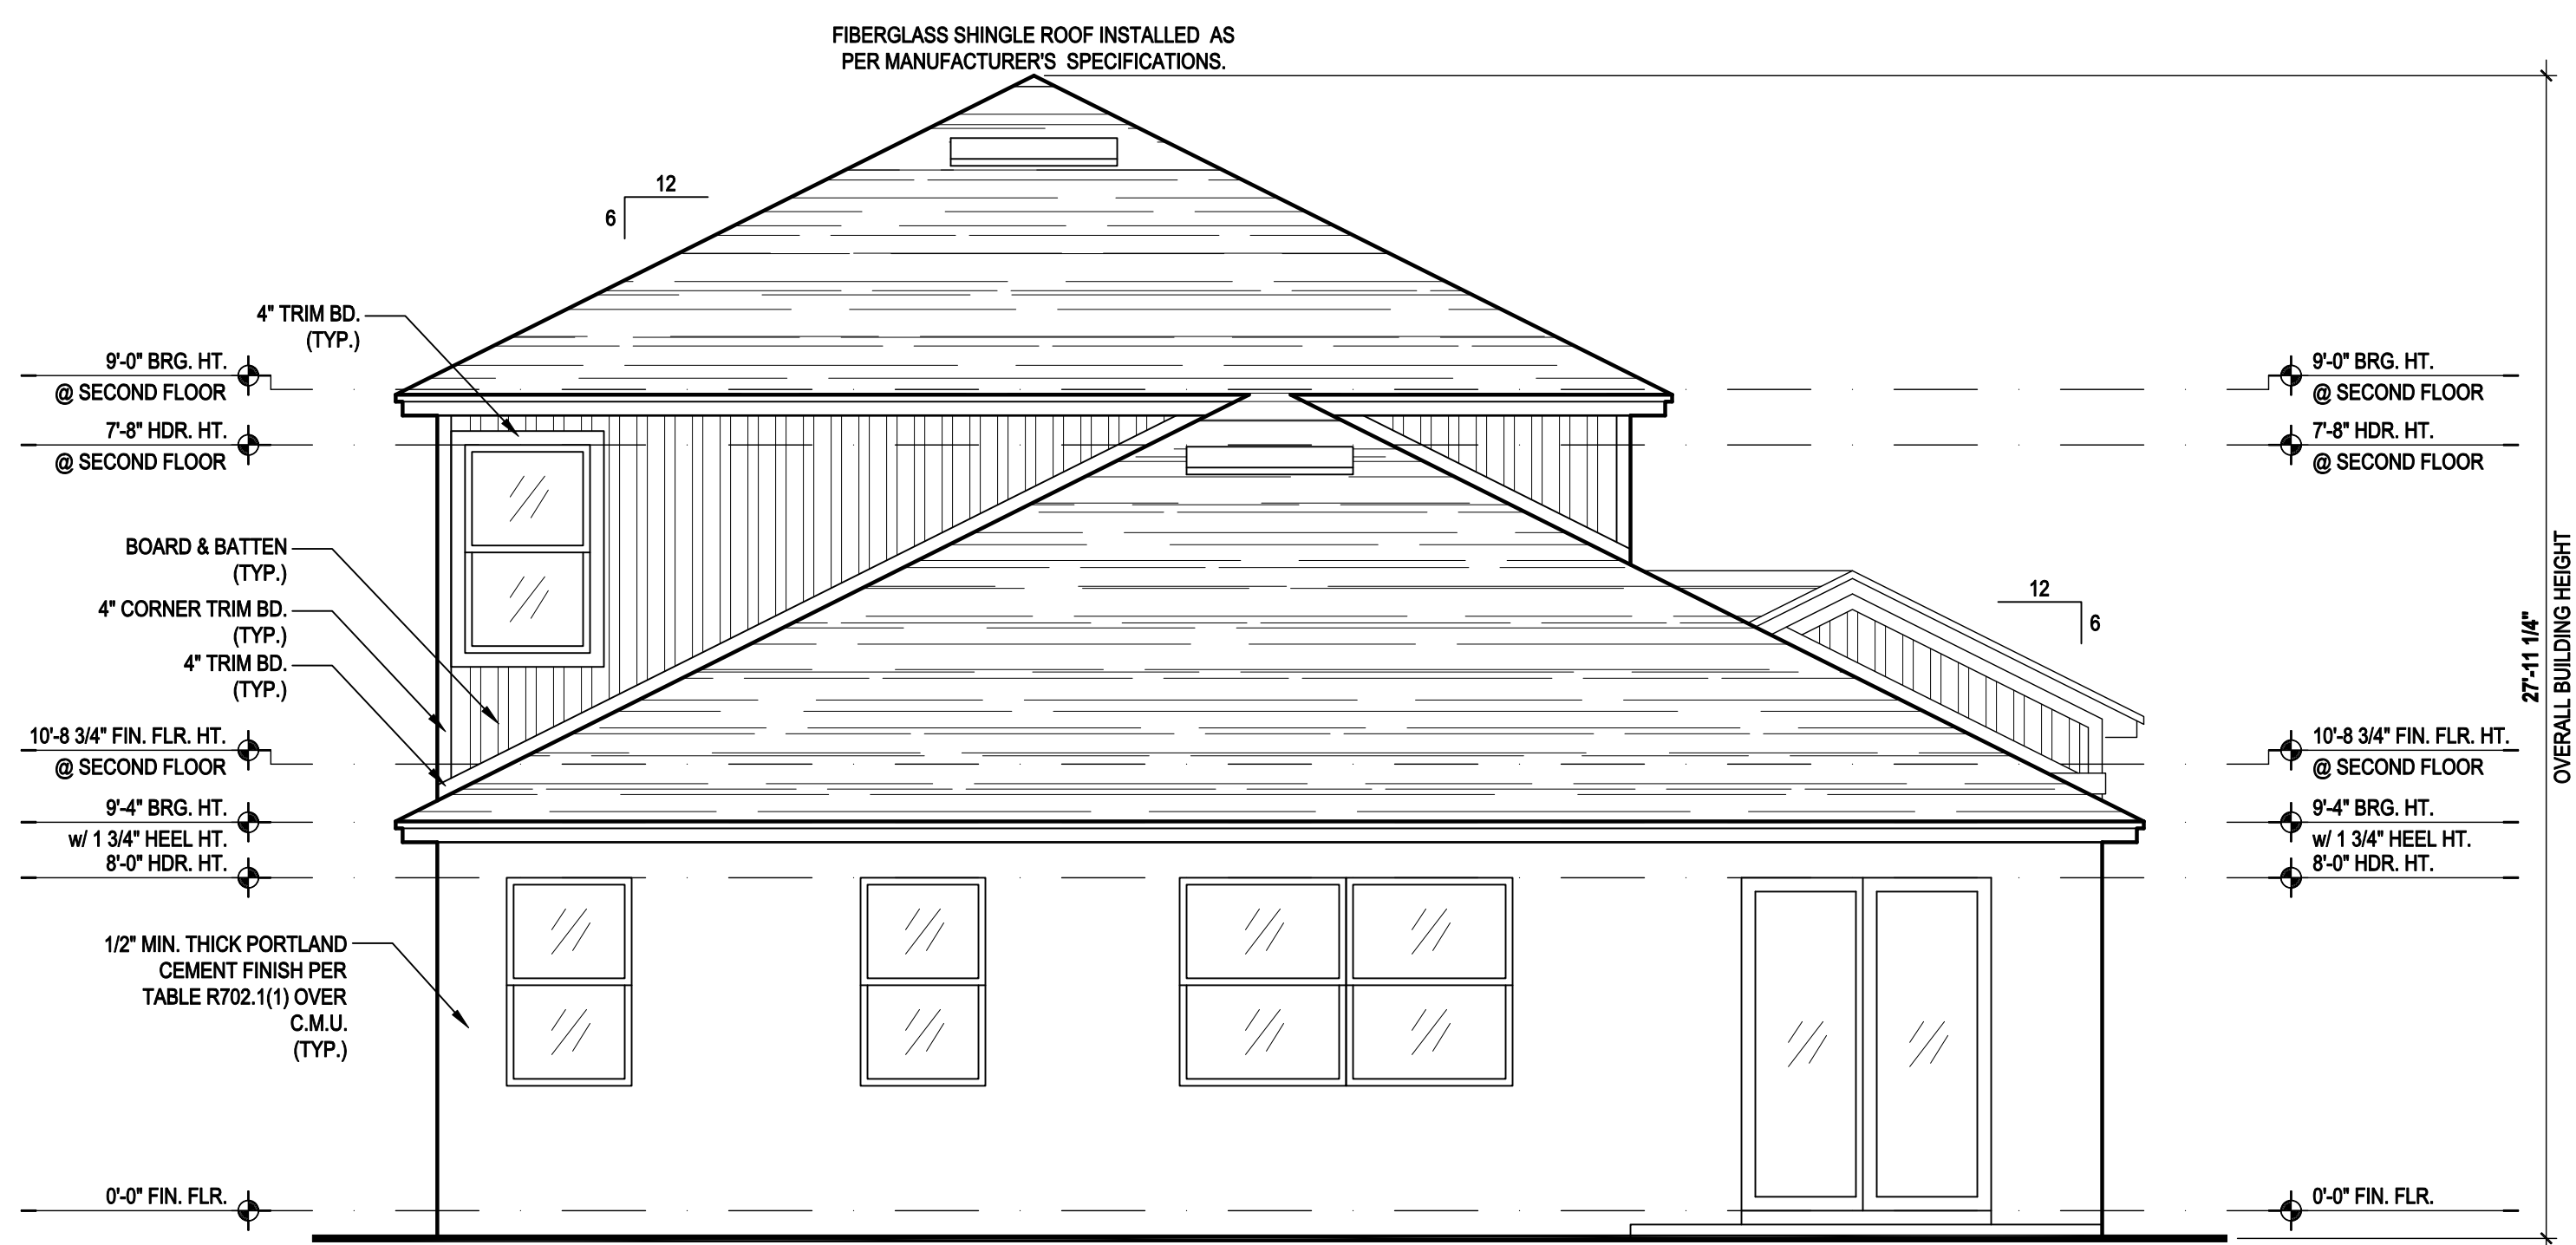 FIBERGLASS SHINGLE ROOF INSTALLED AS
PER MANUFACTURER'S SPECIFICATIONS.
12
6
4" TRIM BD.
(TYP.)
9'-0" BRG. HT.
@ SECOND FLOOR
7'-8" HDR. HT.
@ SECOND FLOOR
BOARD & BATTEN
(TYP.)
4" CORNER TRIM BD.
(TYP.)
4" TRIM BD.
(TYP.)
10'-8 3/4" FIN. FLR. HT.
@ SECOND FLOOR
9'-4" BRG. HT.
w/ 1 3/4" HEEL HT.
8'-0" HDR. HT.
1/2" MIN. THICK PORTLAND
CEMENT FINISH PER
TABLE R702.1(1) OVER
C.M.U.
(TYP.)
0'-0" FIN. FLR.
9'-0" BRG. HT.
@ SECOND FLOOR
7'-8" HDR. HT.
@ SECOND FLOOR
12
6
10'-8 3/4" FIN. FLR. HT.
@ SECOND FLOOR
9'-4" BRG. HT.
w/ 1 3/4" HEEL HT.
8'-0" HDR. HT.
0'-0" FIN. FLR.
27'-11 1/4"
OVERALL BUILDING HEIGHT